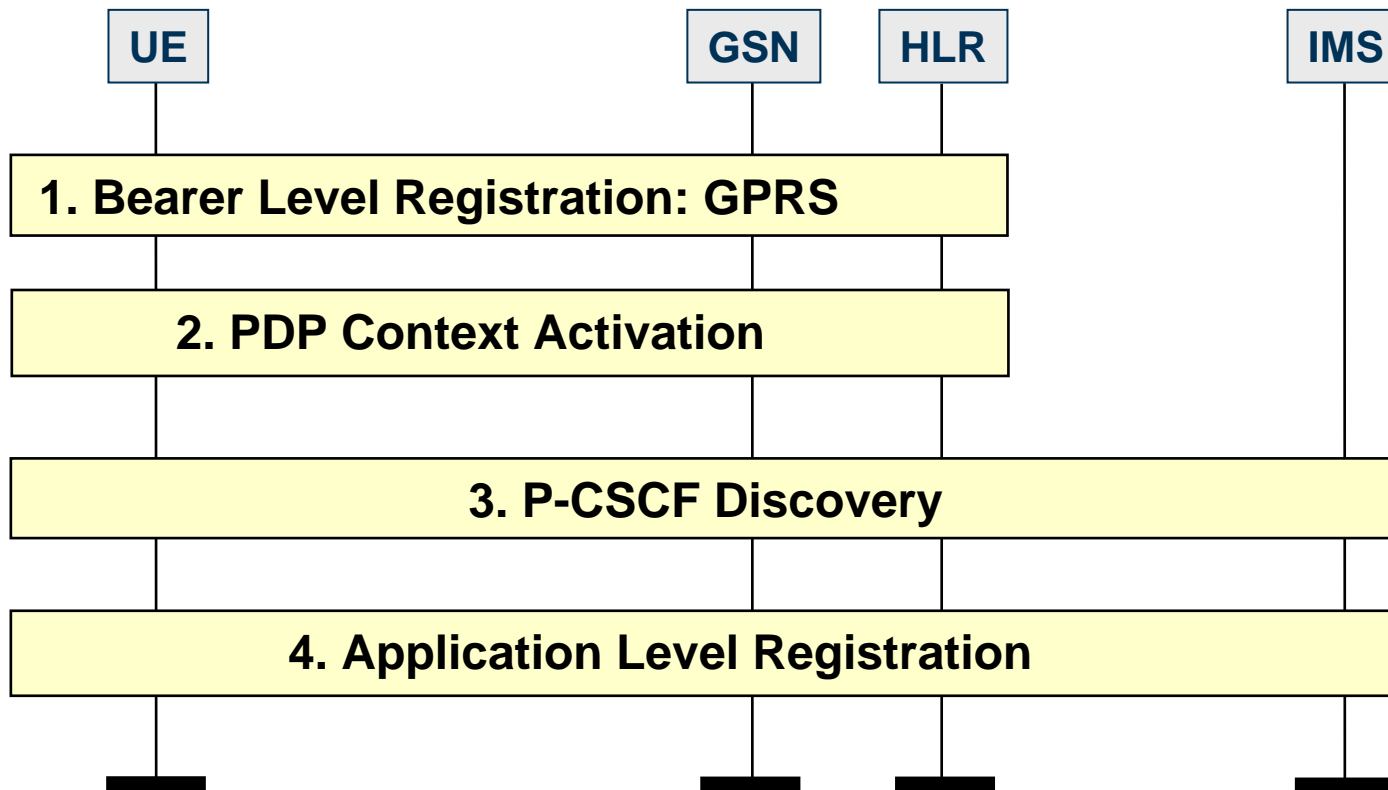 UE GSN HLR IMS
1. Bearer Level Registration: GPRS
2. PDP Context Activation
3. P-CSCF Discovery
4. Application Level Registration